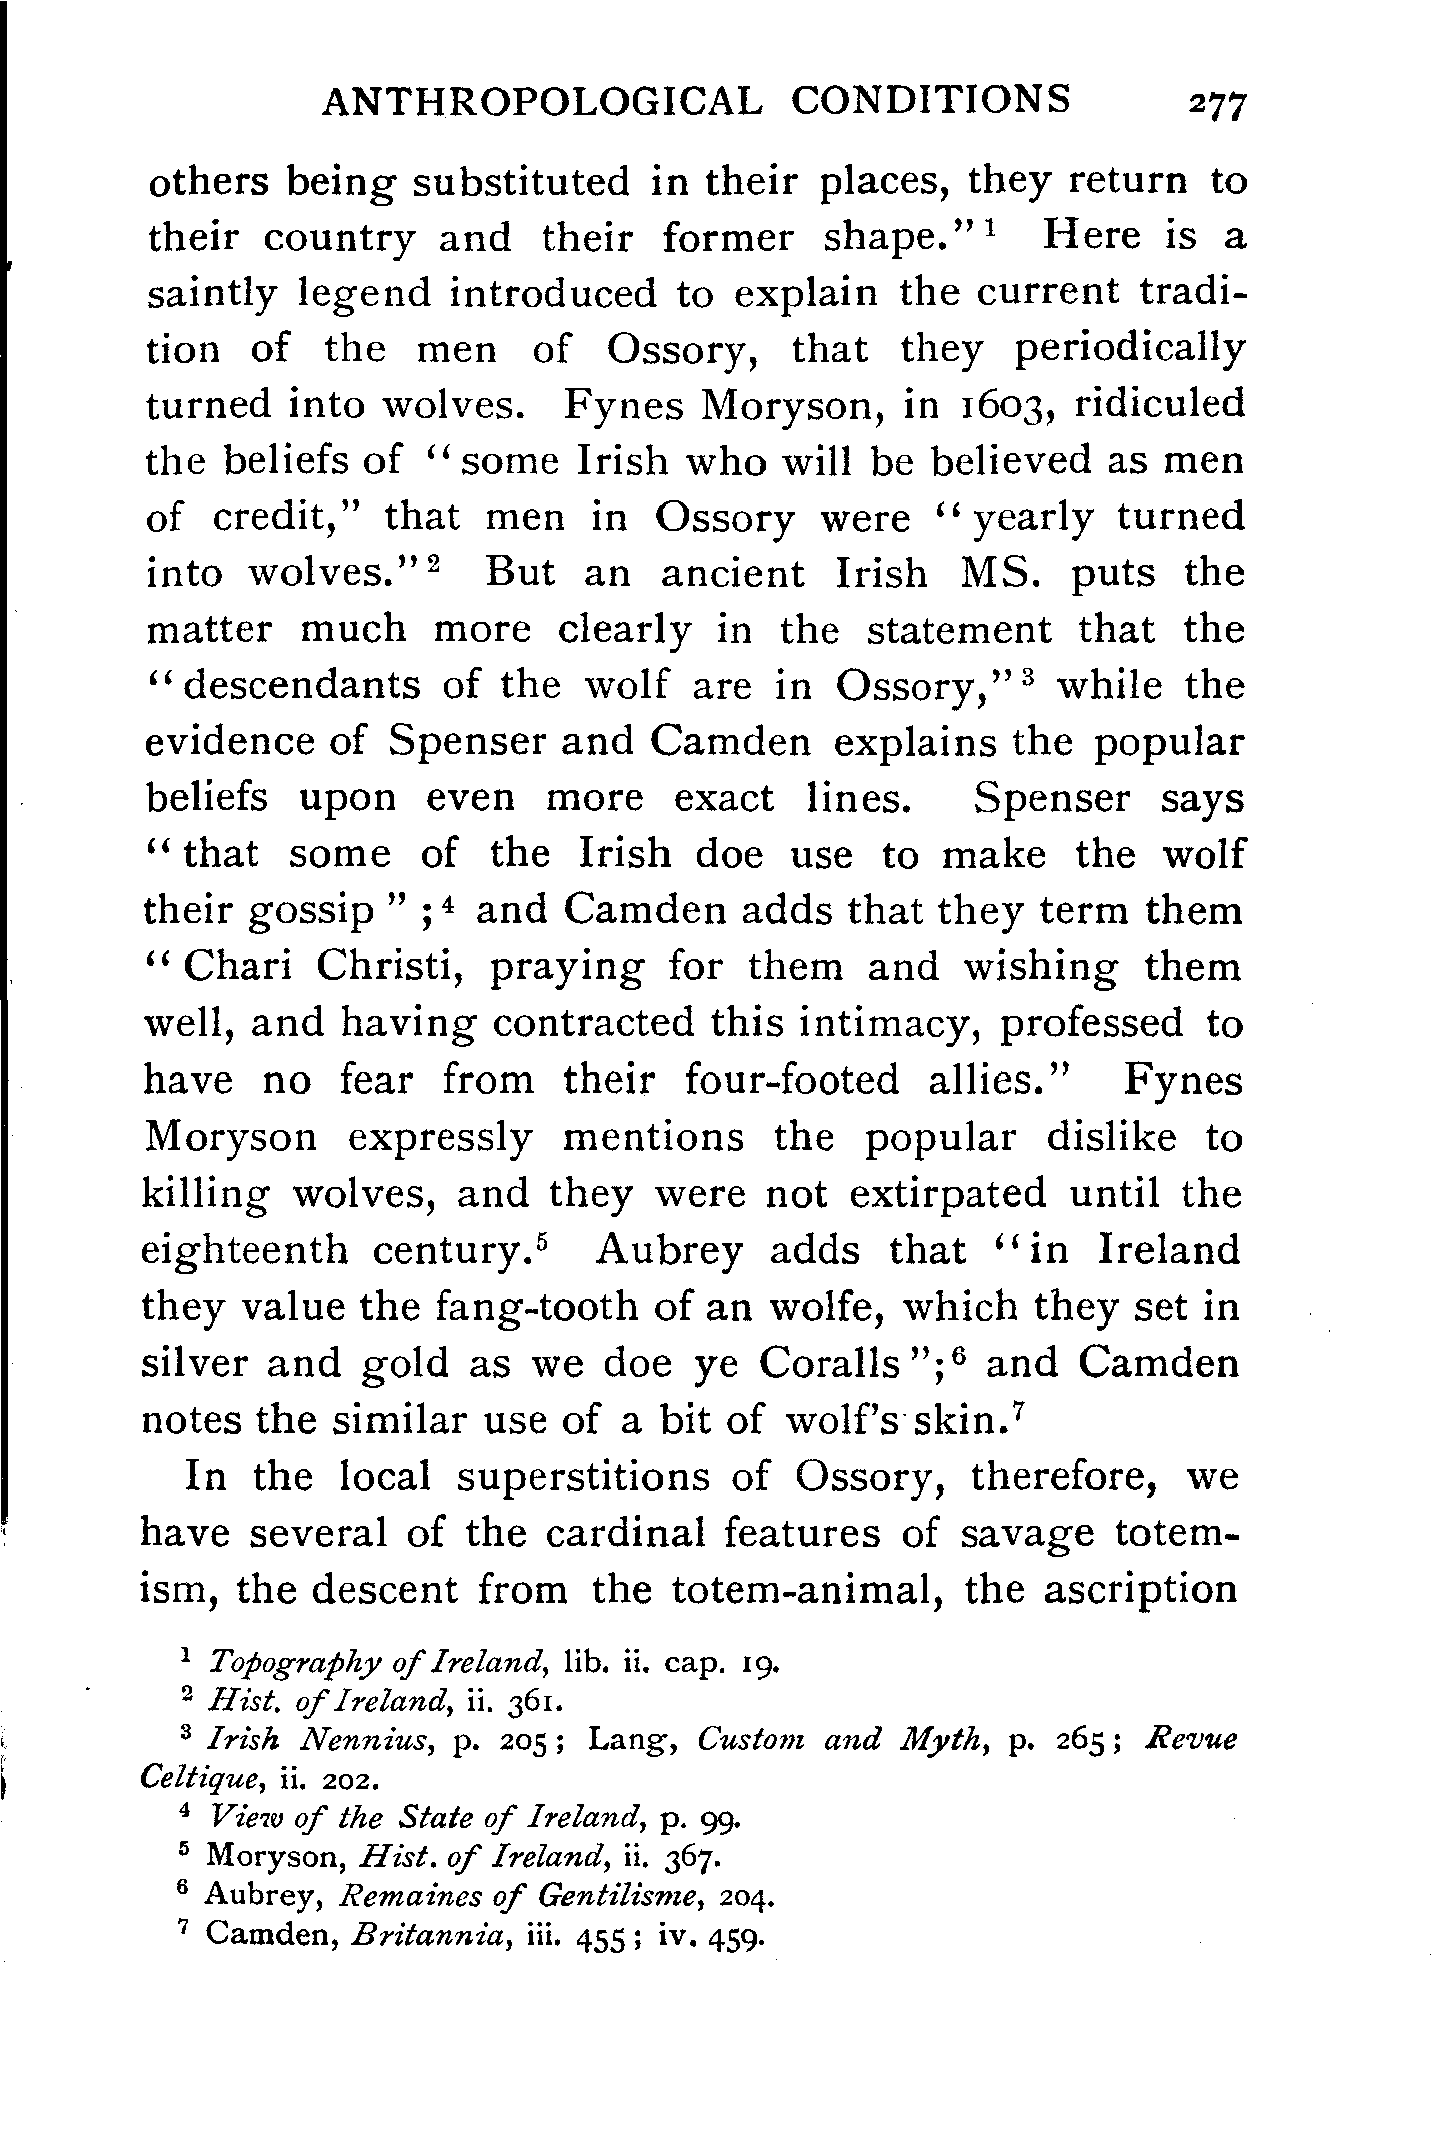 ANTHROPOLOGICAL CONDITIONS 277
others being substituted in their places, they return to
their country and their former shape." ¹ Here is a
saintly legend introduced to explain the current tradi-
tion of the men of Ossory, that they periodically
turned into wolves. Fynes Moryson, in 1603, ridiculed
the beliefs of "some Irish who will be believed as men
of credit," that men in Ossory were "yearly turned
into wolves." ² But an ancient Irish MS. puts the
matter much more clearly in the statement that the
"descendants of the wolf are in Ossory," ³ while the
evidence of Spenser and Camden explains the popular
beliefs upon even more exact lines. Spenser says
"that some of the Irish doe use to make the wolf
their gossip" ; ⁴ and Camden adds that they term them
"Chari Christi, praying for them and wishing them
well, and having contracted this intimacy, professed to
have no fear from their four-footed allies." Fynes
Moryson expressly mentions the popular dislike to
killing wolves, and they were not extirpated until the
eighteenth century.⁵ Aubrey adds that "in Ireland
they value the fang-tooth of an wolfe, which they set in
silver and gold as we doe ye Coralls"; ⁶ and Camden
notes the similar use of a bit of wolf's skin.⁷
In the local superstitions of Ossory, therefore, we
have several of the cardinal features of savage totem-
ism, the descent from the totem-animal, the ascription
¹ Topography of Ireland, lib. ii. cap. 19.
² Hist. of Ireland, ii. 361.
³ Irish Nennius, p. 205; Lang, Custom and Myth, p. 265; Revue
Celtique, ii. 202.
⁴ View of the State of Ireland, p. 99.
⁵ Moryson, Hist. of Ireland, ii. 367.
⁶ Aubrey, Remaines of Gentilisme, 204.
⁷ Camden, Britannia, iii. 455; iv. 459.